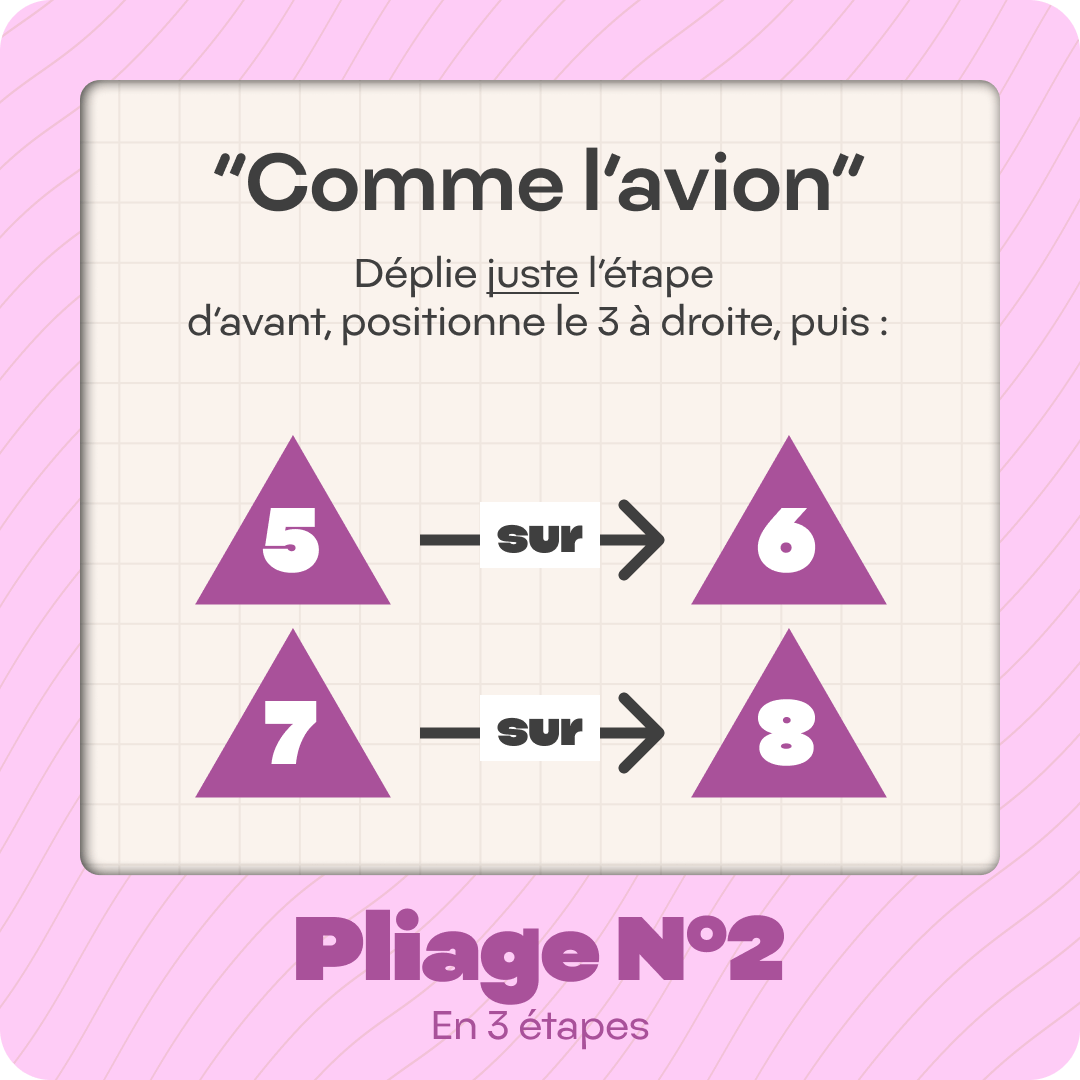 “Comme l’avion”
Déplie juste l’étape
d’avant, positionne le 3 à droite, puis :
5 sur 6
7 sur 8
Pliage N°2
En 3 étapes